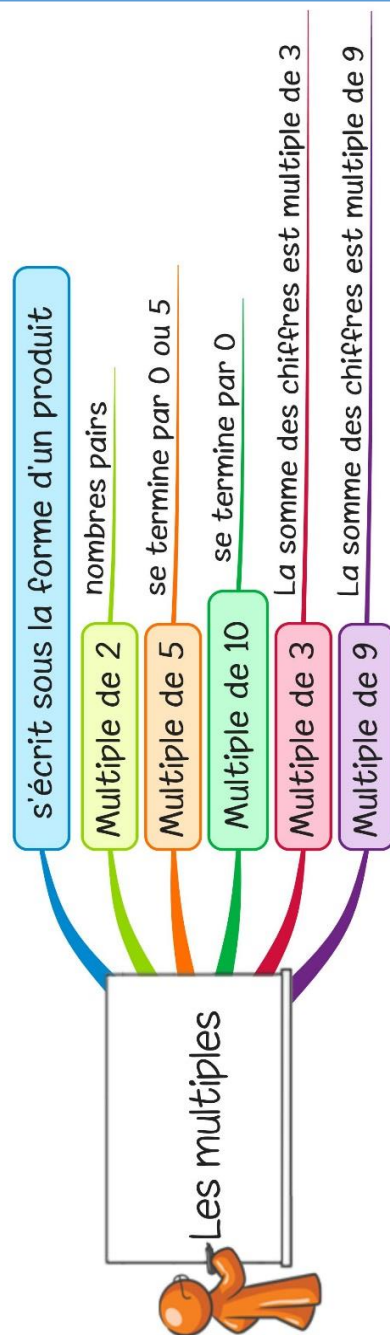 Les multiples
s'écrit sous la forme d'un produit
Multiple de 2
nombres pairs
Multiple de 5
se termine par 0 ou 5
Multiple de 10
se termine par 0
Multiple de 3
La somme des chiffres est multiple de 3
Multiple de 9
La somme des chiffres est multiple de 9